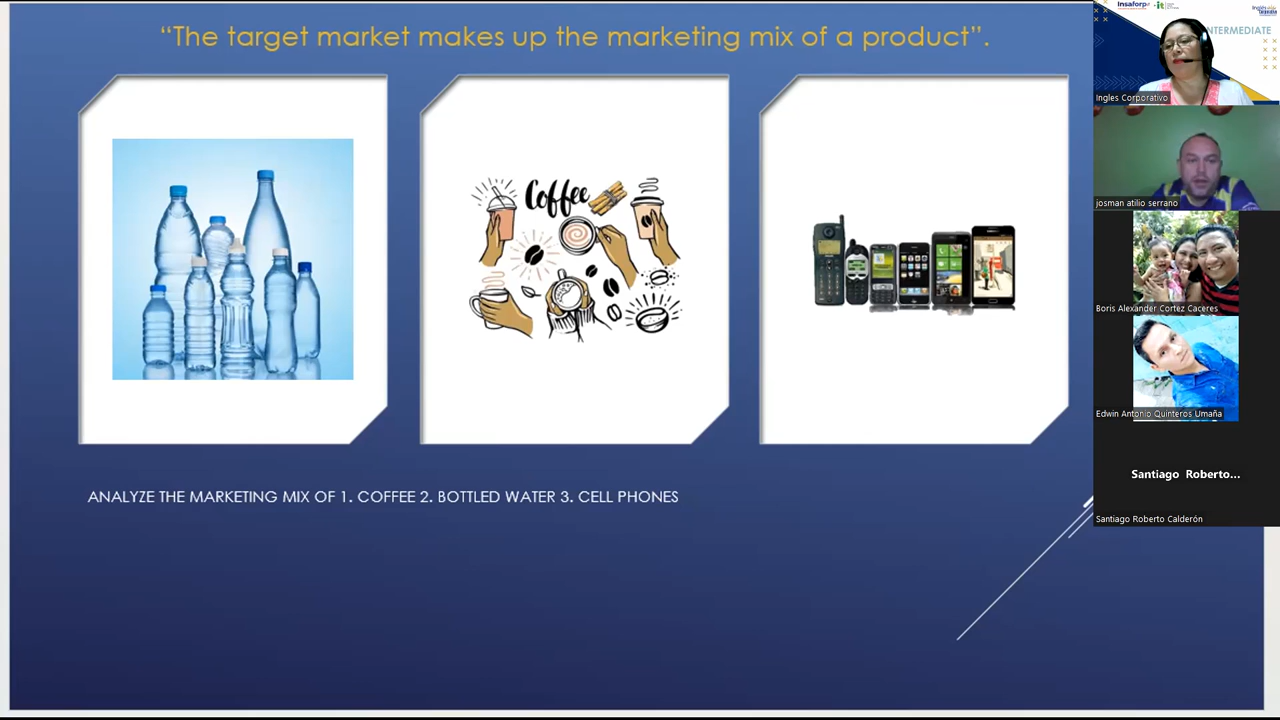 “The target market makes up the marketing mix of a product”.
Coffee
ANALYZE THE MARKETING MIX OF 1. COFFEE 2. BOTTLED WATER 3. CELL PHONES
Insaforp
INTERMEDIATE
Ingles Corporativo
josman atilio serrano
Boris Alexander Cortez Caceres
Edwin Antonio Quinteros Umaña
Santiago Roberto...
Santiago Roberto Calderón